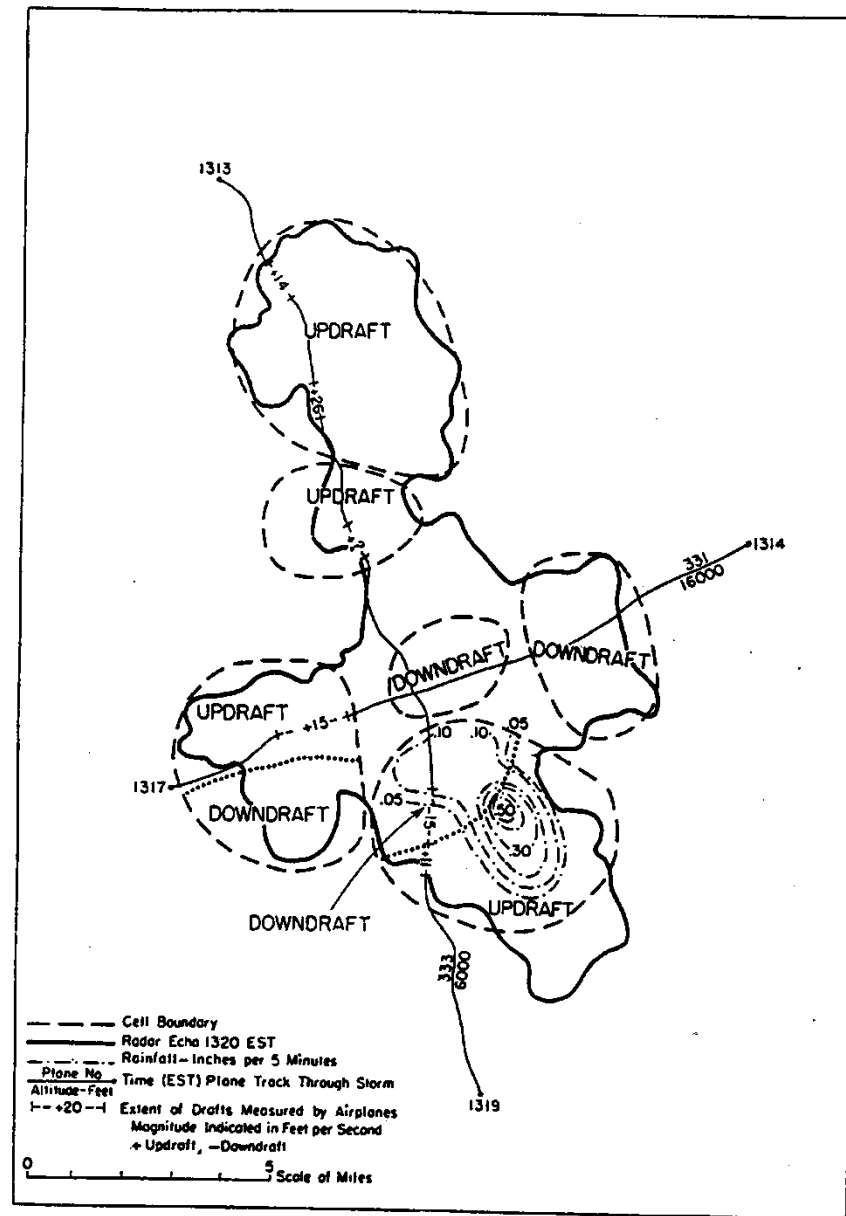 1313
+14
UPDRAFT
+26
UPDRAFT
331
16000
1314
DOWNDRAFT
DOWNDRAFT
UPDRAFT
+15
.10
.10
.05
1317
.05
DOWNDRAFT
-15
.30
UPDRAFT
DOWNDRAFT
333
6000
Cell Boundary
Radar Echo 1320 EST
Rainfall-Inches per 5 Minutes
Plane No
Altitude-Feet
Time (EST) Plane Track Through Storm
+20
Extent of Drafts Measured by Airplanes
Magnitude Indicated in Feet per Second
+ Updraft, -Downdraft
1319
0
5
Scale of Miles